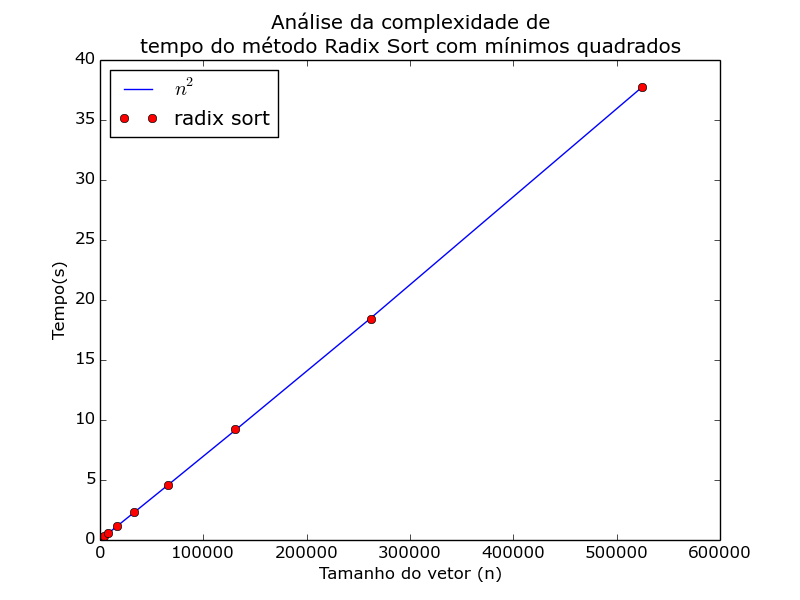 Análise da complexidade de
tempo do método Radix Sort com mínimos quadrados
40
35
30
25
20
15
10
5
0
n²
radix sort
Tempo(s)
0 100000 200000 300000 400000 500000 600000
Tamanho do vetor (n)